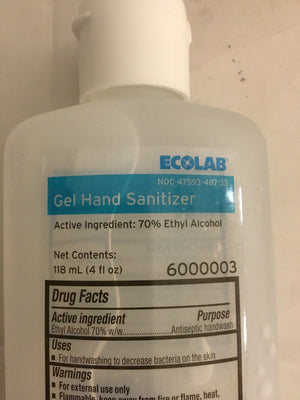 ECOLAB
NDC 47593-487-33
Gel Hand Sanitizer
Active Ingredient: 70% Ethyl Alcohol
Net Contents:
118 mL (4 fl oz) 6000003
Drug Facts
Active ingredient Purpose
Ethyl Alcohol 70% w/w..................Antiseptic handwash
Uses
▪ For handwashing to decrease bacteria on the skin
Warnings
▪ For external use only
▪ Flammable, keep away from fire or flame, heat,